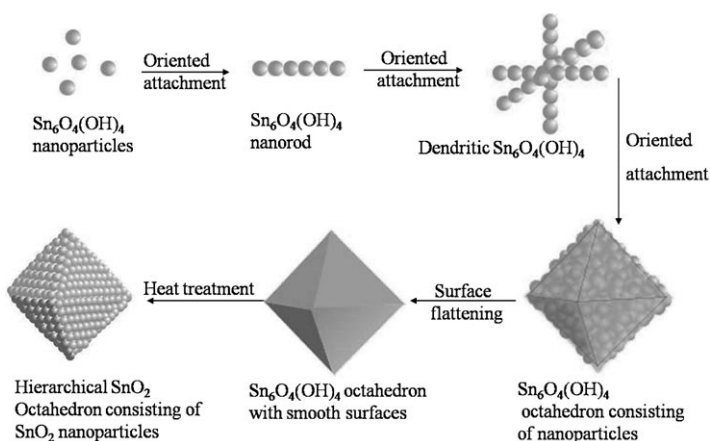 Oriented
attachment
Oriented
attachment
Sn₆O₄(OH)₄
nanoparticles
Sn₆O₄(OH)₄
nanorod
Dendritic Sn₆O₄(OH)₄
Oriented
attachment
Heat treatment
Surface
flattening
Hierarchical SnO₂
Octahedron consisting of
SnO₂ nanoparticles
Sn₆O₄(OH)₄ octahedron
with smooth surfaces
Sn₆O₄(OH)₄
octahedron consisting
of nanoparticles